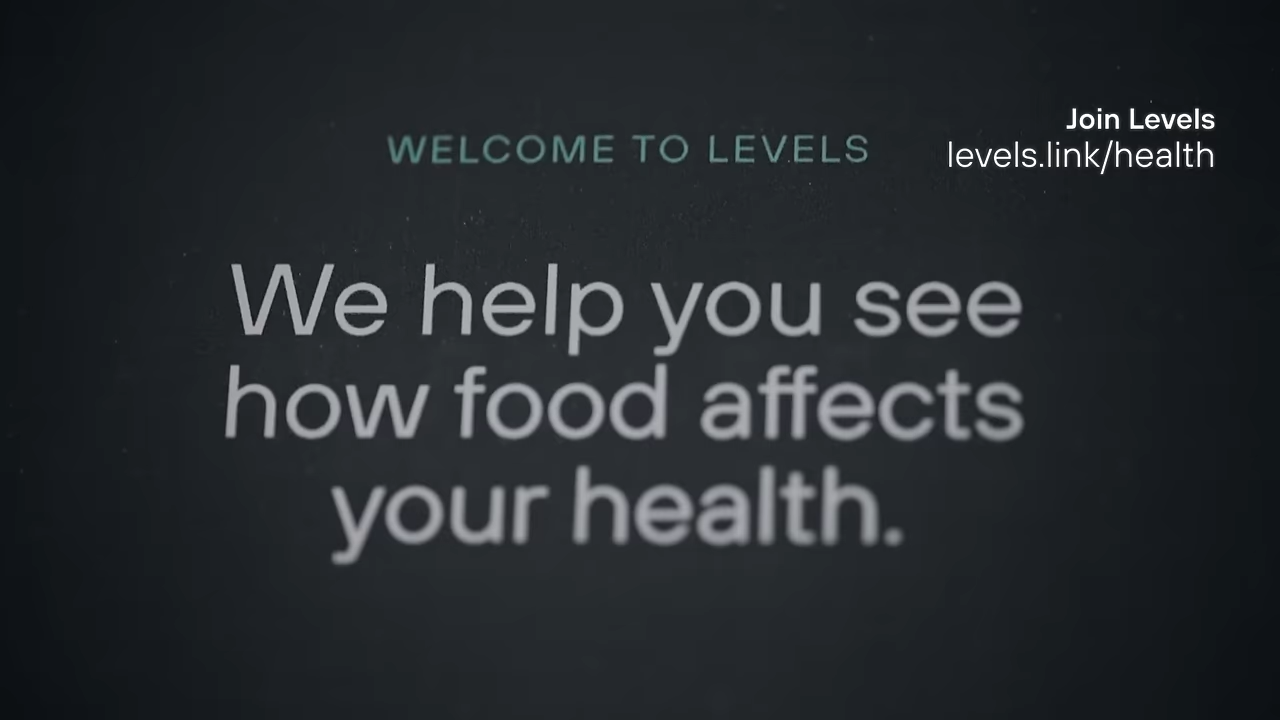 WELCOME TO LEVELS
Join Levels
levels.link/health
We help you see
how food affects
your health.